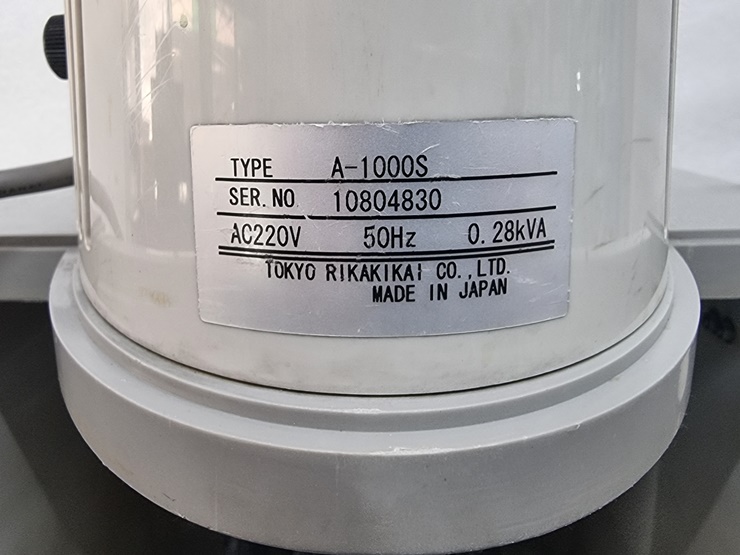 TYPE A-1000S
SER. NO 10804830
AC220V 50Hz 0.28kVA
TOKYO RIKAKIKAI CO.,LTD.
MADE IN JAPAN